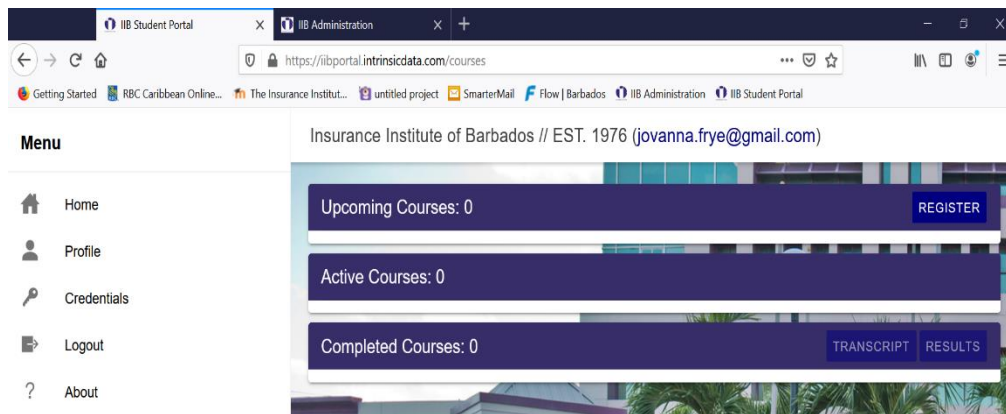 IIB Student Portal
IIB Administration
https://iibportal.intrinsicdata.com/courses
Getting Started RBC Caribbean Online... The Insurance Institut... untitled project SmarterMail Flow | Barbados IIB Administration IIB Student Portal
Menu
Insurance Institute of Barbados // EST. 1976 (jovanna.frye@gmail.com)
Home
Upcoming Courses: 0 REGISTER
Profile
Active Courses: 0
Credentials
Logout
Completed Courses: 0 TRANSCRIPT RESULTS
About